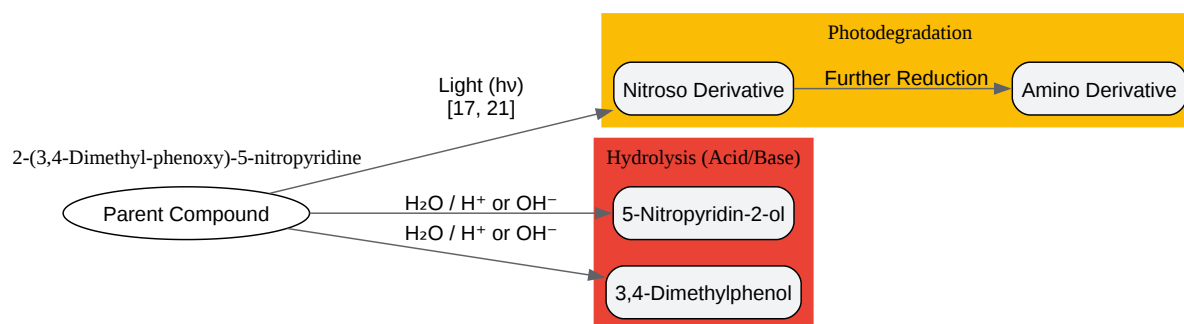 Photodegradation
Light (hν)
[17, 21]
Nitroso Derivative
Further Reduction
Amino Derivative
2-(3,4-Dimethyl-phenoxy)-5-nitropyridine
Parent Compound
Hydrolysis (Acid/Base)
H₂O / H⁺ or OH⁻
5-Nitropyridin-2-ol
H₂O / H⁺ or OH⁻
3,4-Dimethylphenol